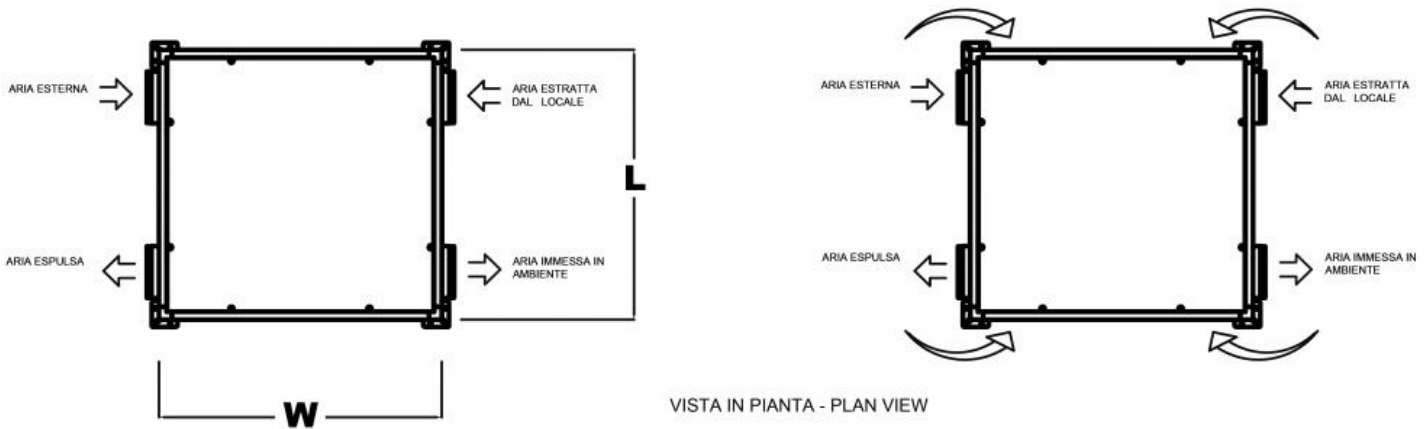 ARIA ESTERNA
ARIA ESTRATTA
DAL LOCALE
L
ARIA ESPULSA
ARIA IMMESSA IN
AMBIENTE
W
ARIA ESTERNA
ARIA ESTRATTA
DAL LOCALE
ARIA ESPULSA
ARIA IMMESSA IN
AMBIENTE
VISTA IN PIANTA - PLAN VIEW